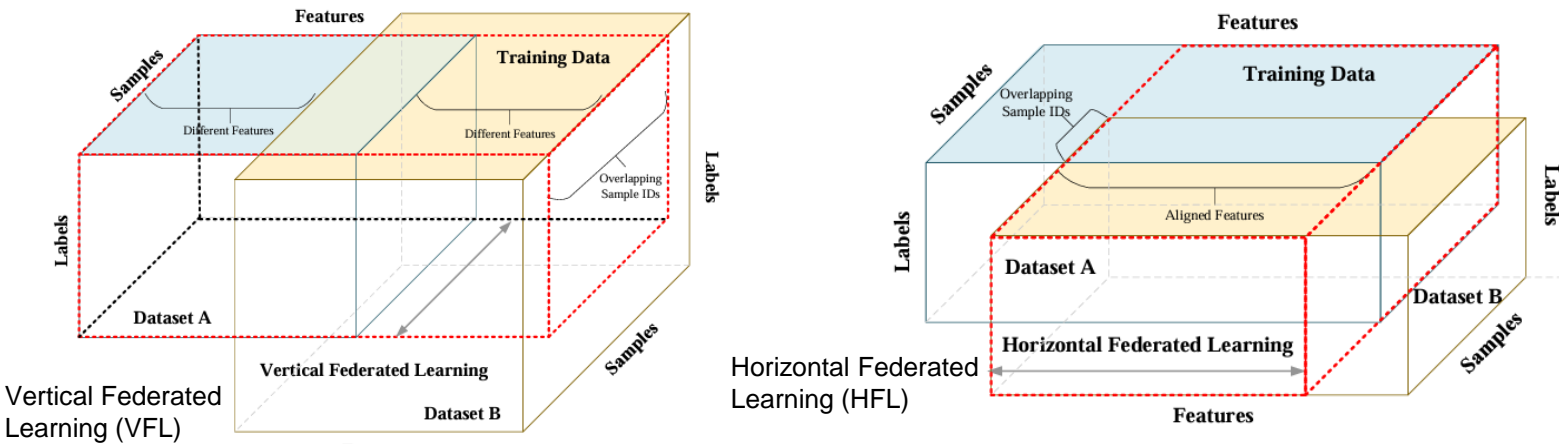 Features
Samples
Training Data
Different Features
Different Features
Overlapping
Sample IDs
Labels
Labels
Dataset A
Samples
Vertical Federated Learning
Dataset B
Vertical Federated
Learning (VFL)
Features
Samples
Training Data
Overlapping
Sample IDs
Labels
Aligned Features
Labels
Dataset A
Dataset B
Horizontal Federated Learning
Samples
Features
Horizontal Federated
Learning (HFL)